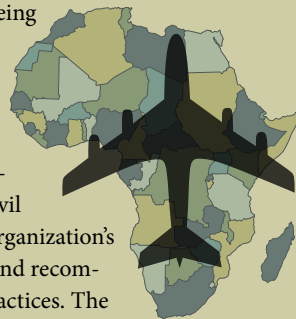 eing
-
vil
rganization's
nd recom-
actices. The